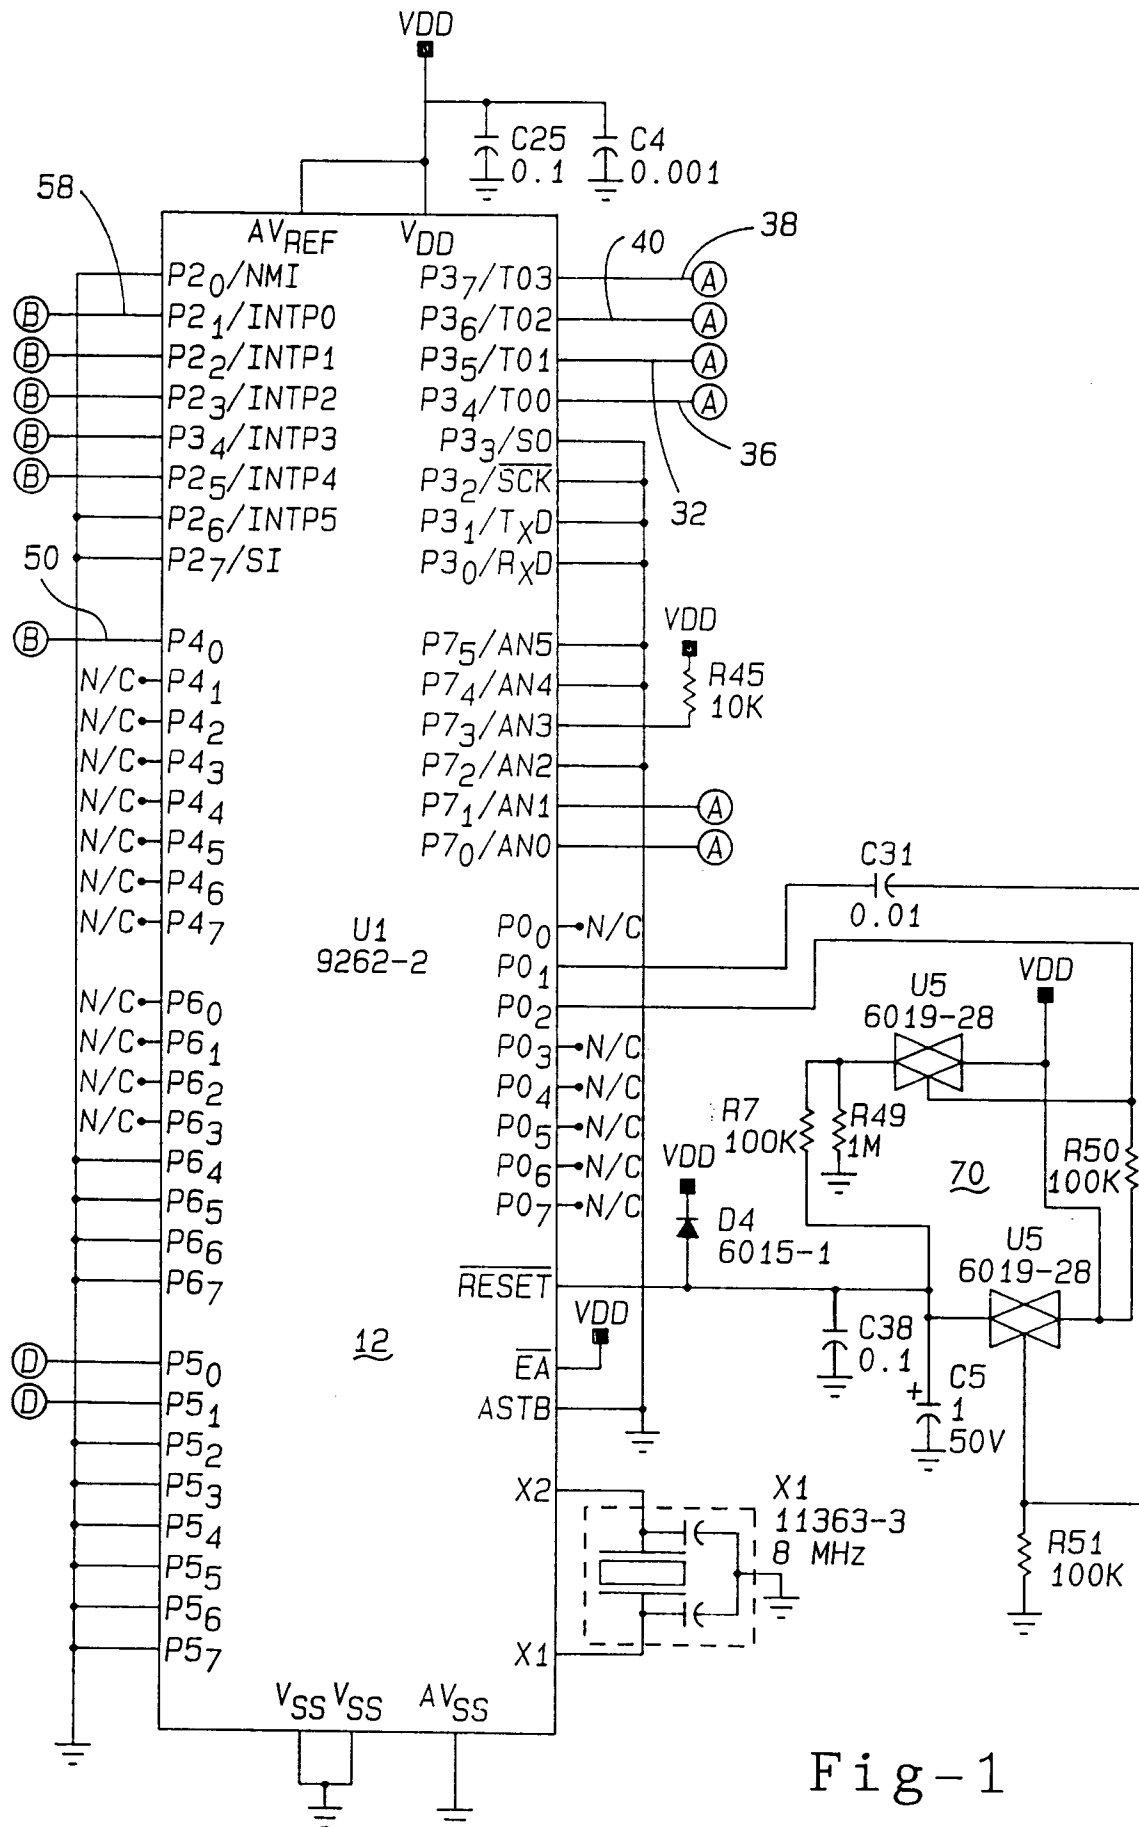 VDD
C25
0.1
C4
0.001
58
AVREF
VDD
38
40
P20/NMI
P37/T03
A
B
P21/INTP0
P36/T02
A
B
P22/INTP1
P35/T01
A
B
P23/INTP2
P34/T00
A
B
P34/INTP3
P33/S0
36
B
P25/INTP4
P32/SCK
32
P26/INTP5
P31/TXD
50
P27/SI
P30/RXD
VDD
B
P40
P75/AN5
R45
10K
N/C
P41
P74/AN4
N/C
P42
P73/AN3
N/C
P43
P72/AN2
N/C
P44
P71/AN1
A
N/C
P45
P70/AN0
A
N/C
P46
C31
0.01
N/C
P47
U1
9262-2
P00
N/C
P01
VDD
U5
6019-28
N/C
P60
P02
N/C
P61
P03
N/C
N/C
P62
P04
N/C
N/C
P63
P05
N/C
R7
100K
R49
1M
R50
100K
70
P64
P06
N/C
VDD
P65
P07
N/C
D4
6015-1
U5
6019-28
P66
P67
RESET
VDD
C38
0.1
12
D
P50
EA
C5
+
1
50V
D
P51
ASTB
P52
P53
X2
X1
11363-3
8 MHz
P54
P55
R51
100K
P56
P57
X1
VSS
VSS
AVSS
Fig-1